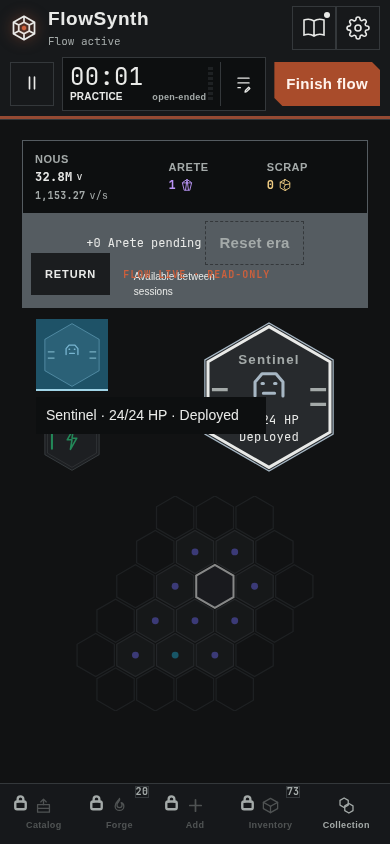 FlowSynth
Flow active
00:01
PRACTICE
open-ended
Finish flow
NOUS
32.8M v
1,153.27 v/s
ARETE
1
SCRAP
0
+0 Arete pending
Reset era
RETURN
FLOW LIVE · READ-ONLY
Available between
sessions
Sentinel
24 HP
Deployed
Sentinel · 24/24 HP · Deployed
Catalog
20
Forge
Add
73
Inventory
Collection